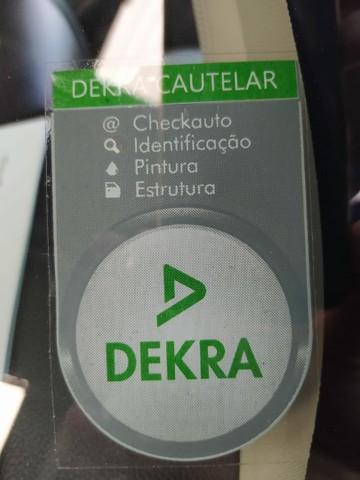 DEKRA CAUTELAR
@ Checkauto
Identificação
Pintura
Estrutura
DEKRA